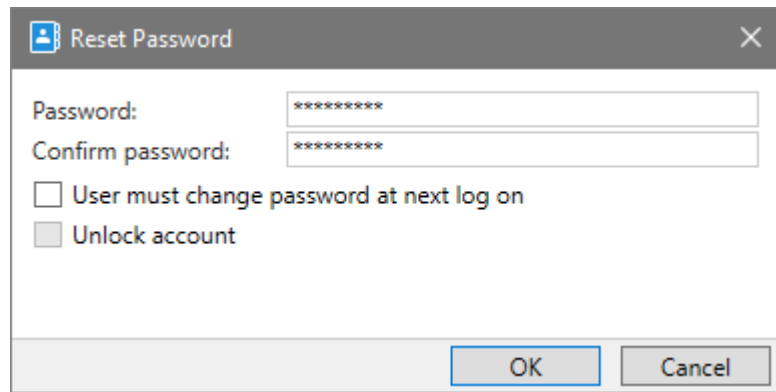 Reset Password
Password: *********
Confirm password: *********
User must change password at next log on
Unlock account
OK Cancel